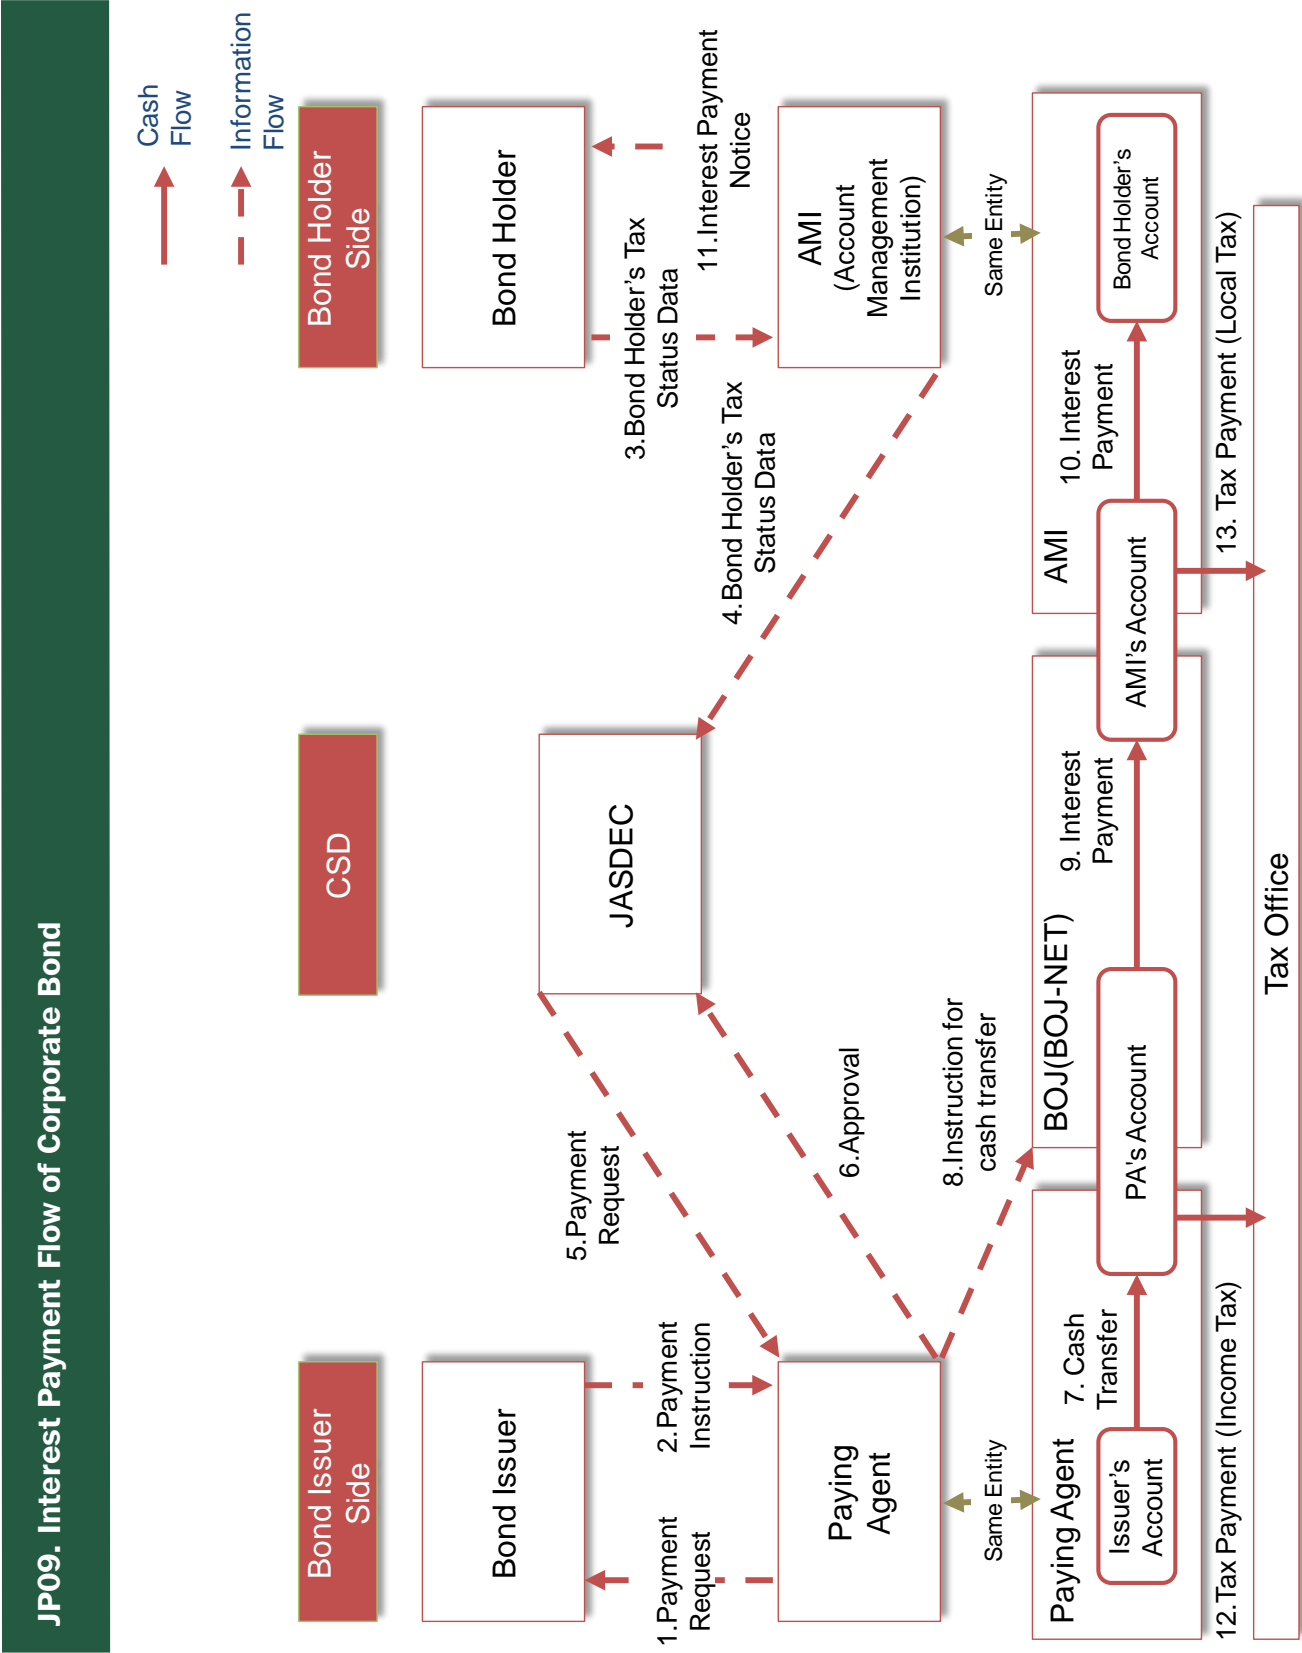 JP09. Interest Payment Flow of Corporate Bond
Cash
Flow
Information
Flow
Bond Issuer
Side
CSD
Bond Holder
Side
Bond Issuer
JASDEC
Bond Holder
1.Payment
Request
2.Payment
Instruction
5.Payment
Request
6.Approval
4.Bond Holder's Tax
Status Data
3.Bond Holder's Tax
Status Data
11.Interest Payment
Notice
Paying
Agent
AMI
(Account
Management
Institution)
8.Instruction for
cash transfer
Same Entity
Same Entity
Paying Agent
BOJ(BOJ-NET)
AMI
7. Cash
Transfer
9. Interest
Payment
10. Interest
Payment
Issuer's
Account
PA's Account
AMI's Account
Bond Holder's
Account
12.Tax Payment (Income Tax)
13. Tax Payment (Local Tax)
Tax Office